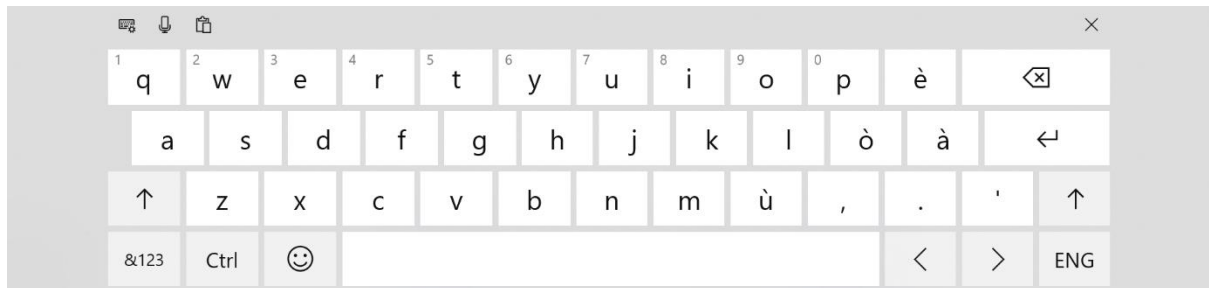 1 q 2 w 3 e 4 r 5 t 6 y 7 u 8 i 9 o 0 p è
a s d f g h j k l ò à
z x c v b n m ù , . '
&123 Ctrl ENG